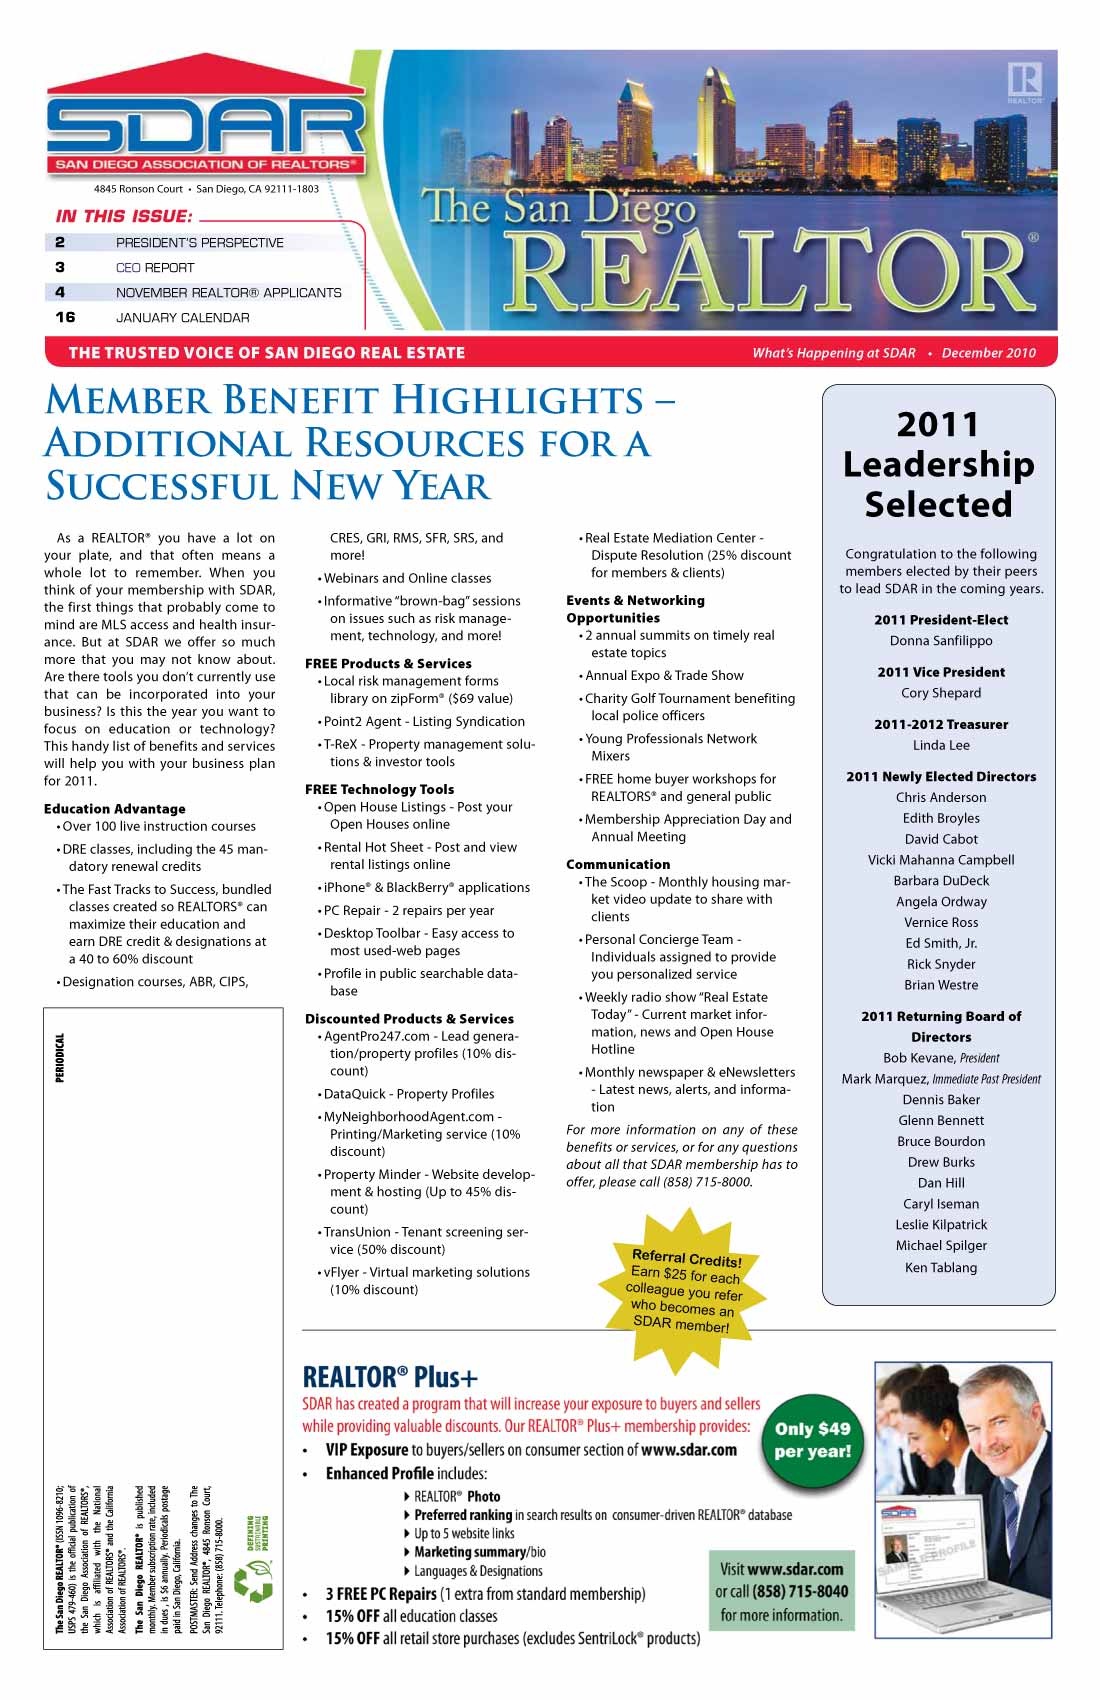 SDAR
SAN DIEGO ASSOCIATION OF REALTORS®
4845 Ronson Court • San Diego, CA 92111-1803
IN THIS ISSUE:
2 PRESIDENT'S PERSPECTIVE
3 CEO REPORT
4 NOVEMBER REALTOR® APPLICANTS
16 JANUARY CALENDAR
R
REALTOR®
The San Diego
REALTOR®
THE TRUSTED VOICE OF SAN DIEGO REAL ESTATE
What's Happening at SDAR • December 2010
MEMBER BENEFIT HIGHLIGHTS –
ADDITIONAL RESOURCES FOR A
SUCCESSFUL NEW YEAR
As a REALTOR® you have a lot on
your plate, and that often means a
whole lot to remember. When you
think of your membership with SDAR,
the first things that probably come to
mind are MLS access and health insur-
ance. But at SDAR we offer so much
more that you may not know about.
Are there tools you don't currently use
that can be incorporated into your
business? Is this the year you want to
focus on education or technology?
This handy list of benefits and services
will help you with your business plan
for 2011.
Education Advantage
• Over 100 live instruction courses
• DRE classes, including the 45 man-
datory renewal credits
• The Fast Tracks to Success, bundled
classes created so REALTORS® can
maximize their education and
earn DRE credit & designations at
a 40 to 60% discount
• Designation courses, ABR, CIPS,
CRES, GRI, RMS, SFR, SRS, and
more!
• Webinars and Online classes
• Informative "brown-bag" sessions
on issues such as risk manage-
ment, technology, and more!
FREE Products & Services
• Local risk management forms
library on zipForm® ($69 value)
• Point2 Agent - Listing Syndication
• T-ReX - Property management solu-
tions & investor tools
FREE Technology Tools
• Open House Listings - Post your
Open Houses online
• Rental Hot Sheet - Post and view
rental listings online
• iPhone® & BlackBerry® applications
• PC Repair - 2 repairs per year
• Desktop Toolbar - Easy access to
most used-web pages
• Profile in public searchable data-
base
Discounted Products & Services
• AgentPro247.com - Lead genera-
tion/property profiles (10% dis-
count)
• DataQuick - Property Profiles
• MyNeighborhoodAgent.com -
Printing/Marketing service (10%
discount)
• Property Minder - Website develop-
ment & hosting (Up to 45% dis-
count)
• TransUnion - Tenant screening ser-
vice (50% discount)
• vFlyer - Virtual marketing solutions
(10% discount)
• Real Estate Mediation Center -
Dispute Resolution (25% discount
for members & clients)
Events & Networking
Opportunities
• 2 annual summits on timely real
estate topics
• Annual Expo & Trade Show
• Charity Golf Tournament benefiting
local police officers
• Young Professionals Network
Mixers
• FREE home buyer workshops for
REALTORS® and general public
• Membership Appreciation Day and
Annual Meeting
Communication
• The Scoop - Monthly housing mar-
ket video update to share with
clients
• Personal Concierge Team -
Individuals assigned to provide
you personalized service
• Weekly radio show "Real Estate
Today" - Current market infor-
mation, news and Open House
Hotline
• Monthly newspaper & eNewsletters
- Latest news, alerts, and informa-
tion
For more information on any of these
benefits or services, or for any questions
about all that SDAR membership has to
offer, please call (858) 715-8000.
Referral Credits!
Earn $25 for each
colleague you refer
who becomes an
SDAR member!
2011
Leadership
Selected
Congratulation to the following
members elected by their peers
to lead SDAR in the coming years.
2011 President-Elect
Donna Sanfilippo
2011 Vice President
Cory Shepard
2011-2012 Treasurer
Linda Lee
2011 Newly Elected Directors
Chris Anderson
Edith Broyles
David Cabot
Vicki Mahanna Campbell
Barbara DuDeck
Angela Ordway
Vernice Ross
Ed Smith, Jr.
Rick Snyder
Brian Westre
2011 Returning Board of
Directors
Bob Kevane, President
Mark Marquez, Immediate Past President
Dennis Baker
Glenn Bennett
Bruce Bourdon
Drew Burks
Dan Hill
Caryl Iseman
Leslie Kilpatrick
Michael Spilger
Ken Tablang
PERIODICAL
The San Diego REALTOR® (ISSN 1096-8210;
USPS 479-460) is the official publication of
the San Diego Association of REALTORS®,
which is affiliated with the National
Association of REALTORS® and the California
Association of REALTORS®.
The San Diego REALTOR® is published
monthly. Member subscription rate, included
in dues , is $6 annually. Periodicals postage
paid in San Diego, California.
POSTMASTER: Send Address changes to The
San Diego REALTOR®, 4845 Ronson Court,
92111. Telephone: (858) 715-8000.
DEFINING
SUSTAINABLE
PRINTING
REALTOR® Plus+
SDAR has created a program that will increase your exposure to buyers and sellers
while providing valuable discounts. Our REALTOR® Plus+ membership provides:
• VIP Exposure to buyers/sellers on consumer section of www.sdar.com
• Enhanced Profile includes:
REALTOR® Photo
Preferred ranking in search results on consumer-driven REALTOR® database
Up to 5 website links
Marketing summary/bio
Languages & Designations
• 3 FREE PC Repairs (1 extra from standard membership)
• 15% OFF all education classes
• 15% OFF all retail store purchases (excludes SentriLock® products)
Only $49
per year!
Visit www.sdar.com
or call (858) 715-8040
for more information.
SDAR
SAMPLE PROFILE